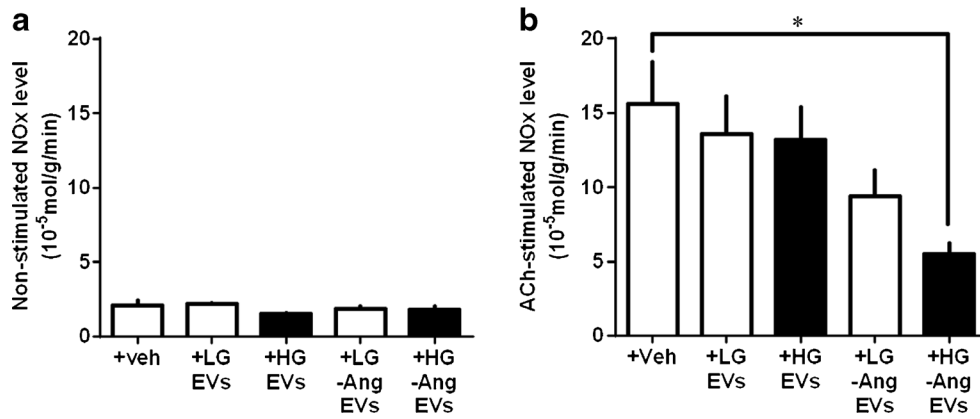 a
Non-stimulated NOx level
(10⁻⁵mol/g/min)
20
15
10
5
0
+veh
+LG
EVs
+HG
EVs
+LG
-Ang
EVs
+HG
-Ang
EVs
b
ACh-stimulated NOx level
(10⁻⁵mol/g/min)
20
15
10
5
0
*
+Veh
+LG
EVs
+HG
EVs
+LG
-Ang
EVs
+HG
-Ang
EVs